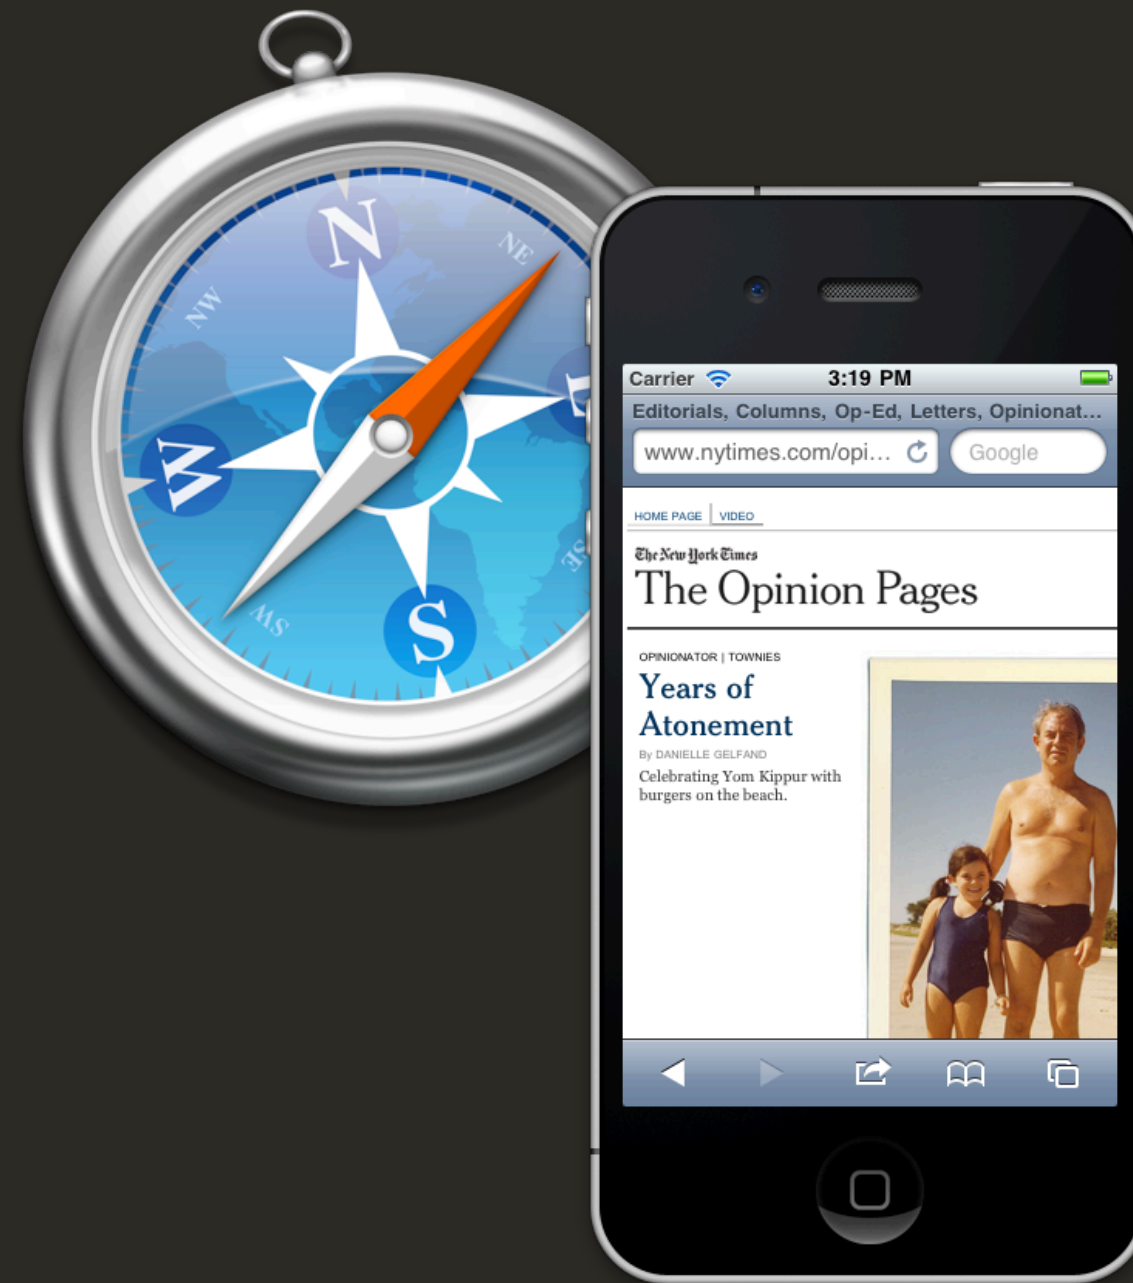 N
NE
NW
W
S
SW
SE
Carrier 3:19 PM
Editorials, Columns, Op-Ed, Letters, Opinionat...
www.nytimes.com/opi... Google
HOME PAGE VIDEO
The New York Times
The Opinion Pages
OPINIONATOR | TOWNIES
Years of
Atonement
By DANIELLE GELFAND
Celebrating Yom Kippur with
burgers on the beach.